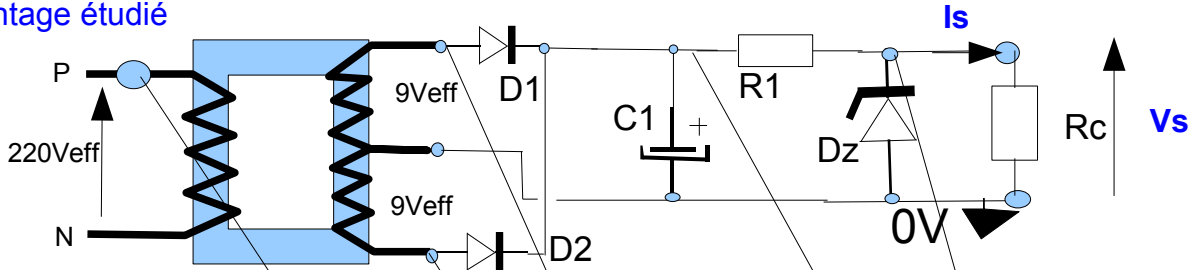 ntage étudié
Is
P
9Veff
D1
R1
C1
+
Dz
Rc
Vs
220Veff
9Veff
N
D2
0V